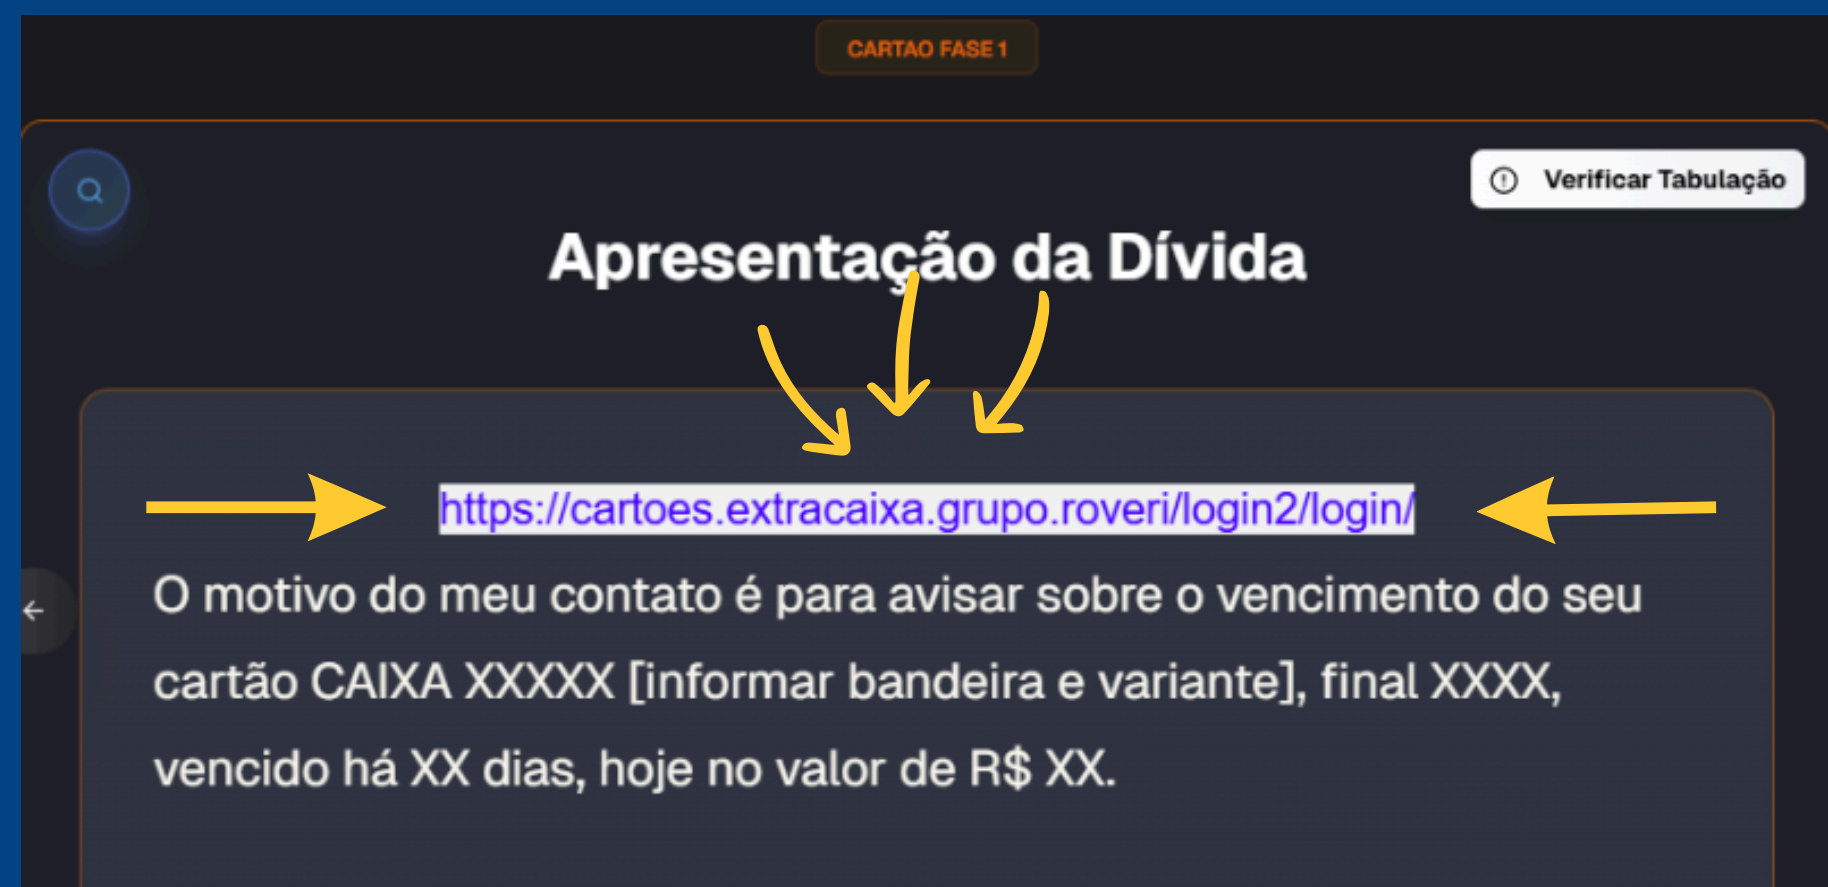 CARTAO FASE 1
Verificar Tabulação
Apresentação da Dívida
https://cartoes.extracaixa.grupo.roveri/login2/login/
O motivo do meu contato é para avisar sobre o vencimento do seu
cartão CAIXA XXXXX [informar bandeira e variante], final XXXX,
vencido há XX dias, hoje no valor de R$ XX.